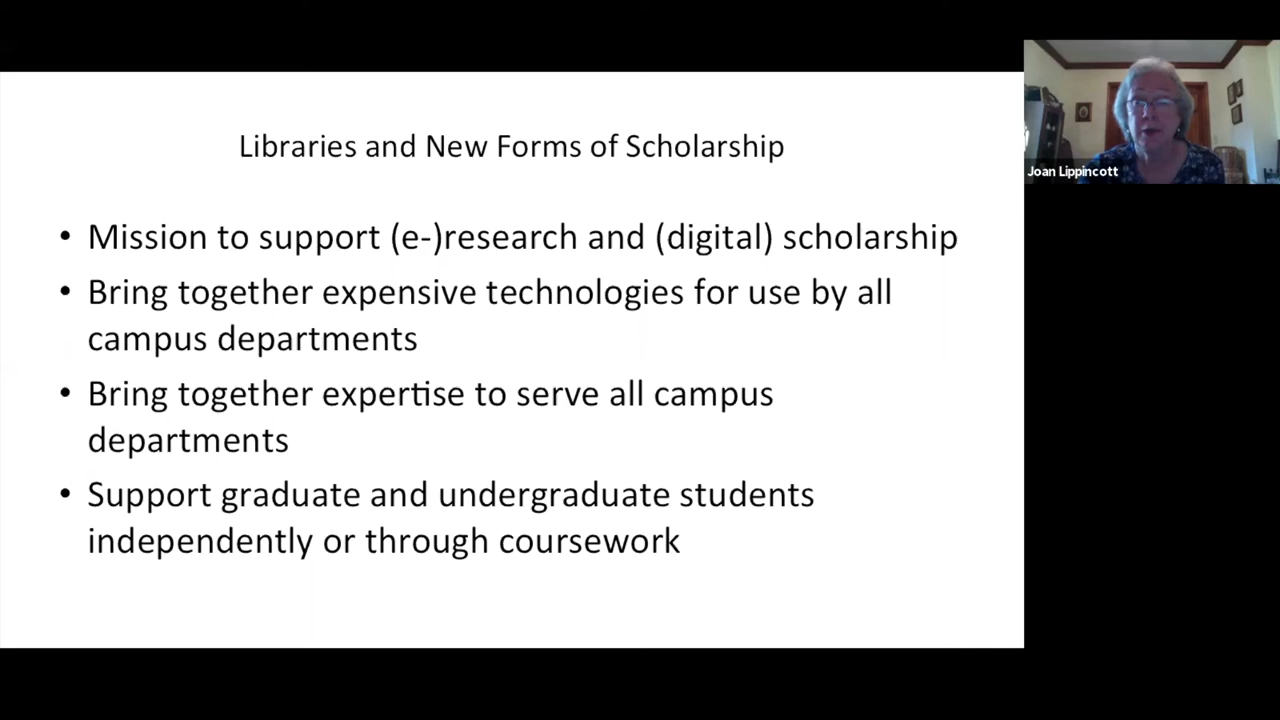 Libraries and New Forms of Scholarship
• Mission to support (e-)research and (digital) scholarship
• Bring together expensive technologies for use by all
campus departments
• Bring together expertise to serve all campus
departments
• Support graduate and undergraduate students
independently or through coursework
Joan Lippincott